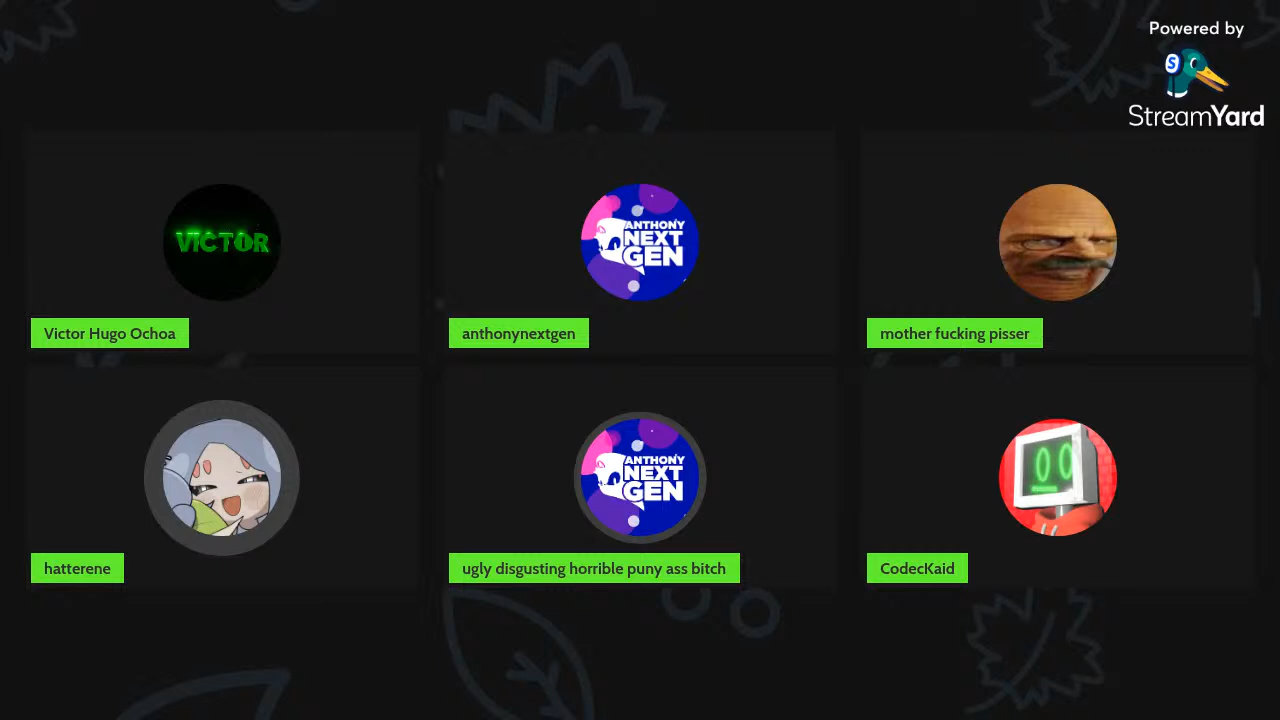 Powered by
S
StreamYard
VICTOR
ANTHONY
NEXT
GEN
Victor Hugo Ochoa
anthonynextgen
mother fucking pisser
ANTHONY
NEXT
GEN
hatterene
ugly disgusting horrible puny ass bitch
CodecKaid